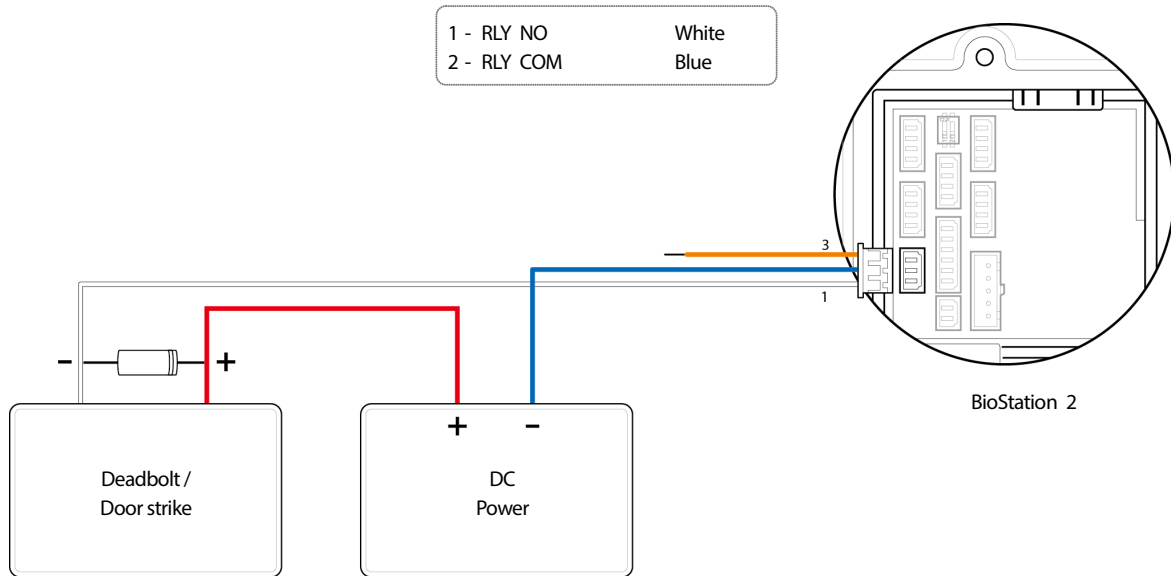 1 - RLY NO White
2 - RLY COM Blue
3
1
BioStation 2
- +
+ -
Deadbolt /
Door strike
DC
Power